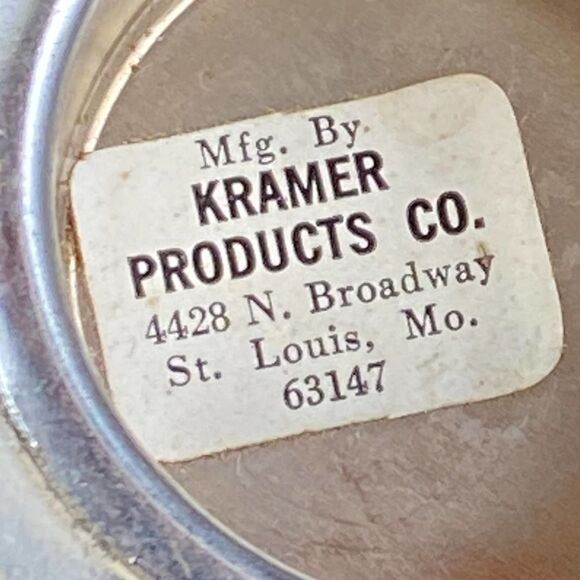 Mfg. By
KRAMER
PRODUCTS CO.
4428 N. Broadway
St. Louis, Mo.
63147